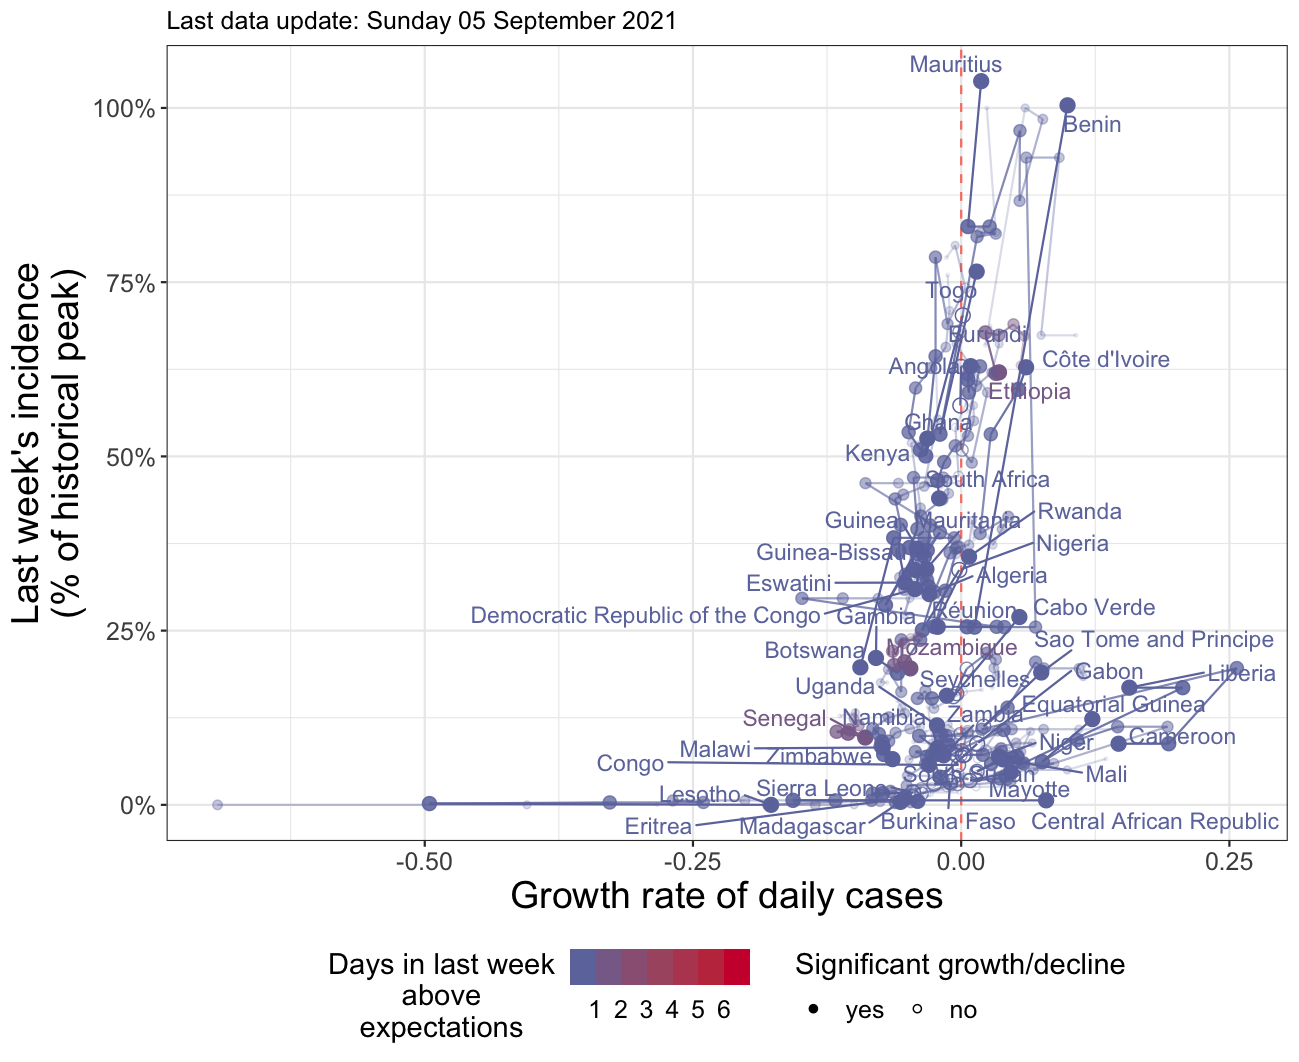 Last data update: Sunday 05 September 2021
Last week's incidence
(% of historical peak)
100%
75%
50%
25%
0%
Mauritius
Benin
Togo
Burundi
Côte d'Ivoire
Angola
Ethiopia
Ghana
Kenya
South Africa
Rwanda
Guinea
Mauritania
Nigeria
Guinea-Bissau
Algeria
Eswatini
Democratic Republic of the Congo
Gambia
Réunion
Cabo Verde
Sao Tome and Principe
Botswana
Mozambique
Gabon
Liberia
Uganda
Seychelles
Equatorial Guinea
Senegal
Namibia
Zambia
Cameroon
Malawi
Zimbabwe
Niger
Congo
South Sudan
Mali
Lesotho
Sierra Leone
Mayotte
Eritrea
Madagascar
Burkina Faso
Central African Republic
-0.50
-0.25
0.00
0.25
Growth rate of daily cases
Days in last week
above
expectations
1 2 3 4 5 6
Significant growth/decline
yes
no